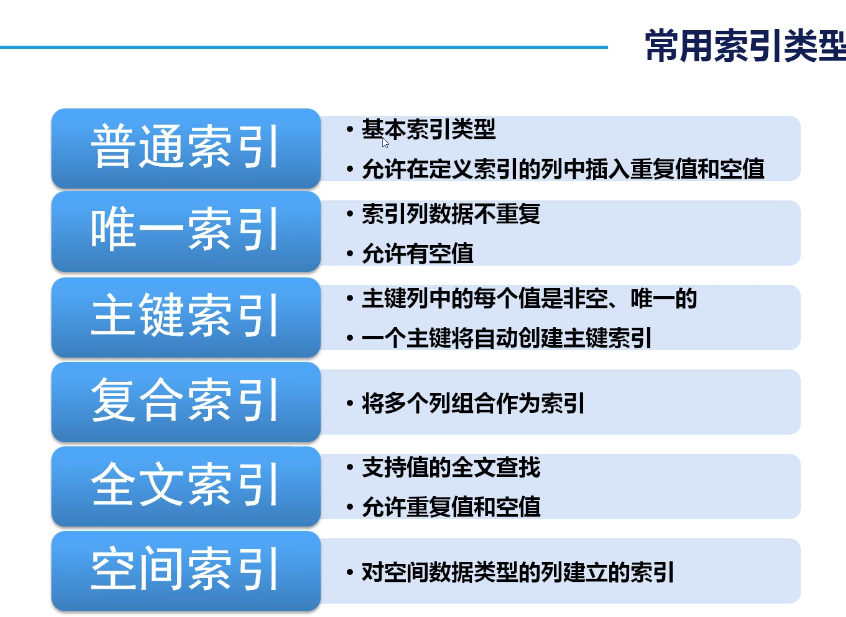 常用索引类型
普通索引
• 基本索引类型
• 允许在定义索引的列中插入重复值和空值
唯一索引
• 索引列数据不重复
• 允许有空值
主键索引
• 主键列中的每个值是非空、唯一的
• 一个主键将自动创建主键索引
复合索引
• 将多个列组合作为索引
全文索引
• 支持值的全文查找
• 允许重复值和空值
空间索引
• 对空间数据类型的列建立的索引